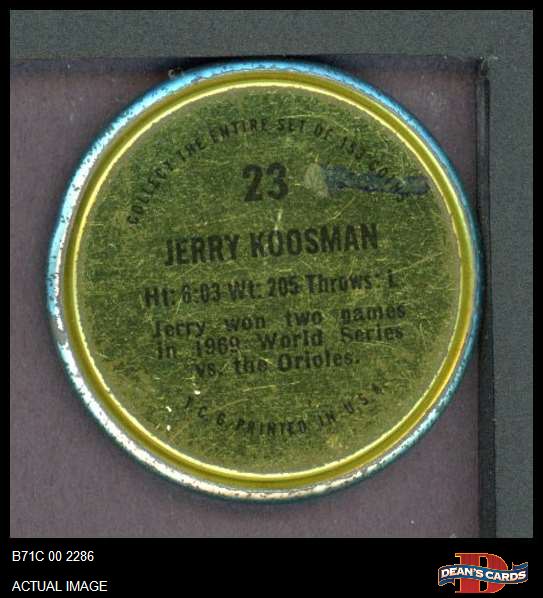 COLLECT THE ENTIRE SET OF 153 COINS
23
JERRY KOOSMAN
Ht: 6:03 Wt: 205 Throws: L
Jerry won two games
in 1969 World Series
vs. the Orioles.
T. C. G. PRINTED IN U.S.A.
B71C 00 2286
ACTUAL IMAGE
DEAN'S CARDS